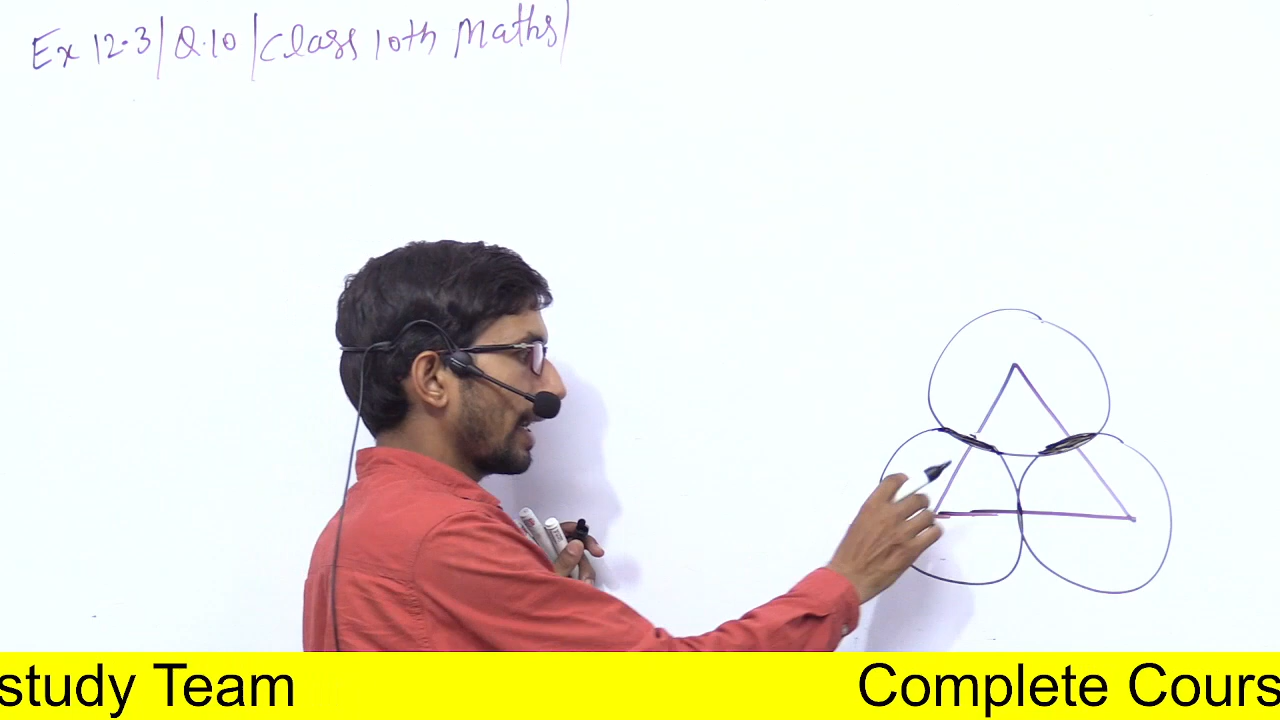 Ex 12.3 | Q.10 | Class 10th Maths |
study Team Complete Cours